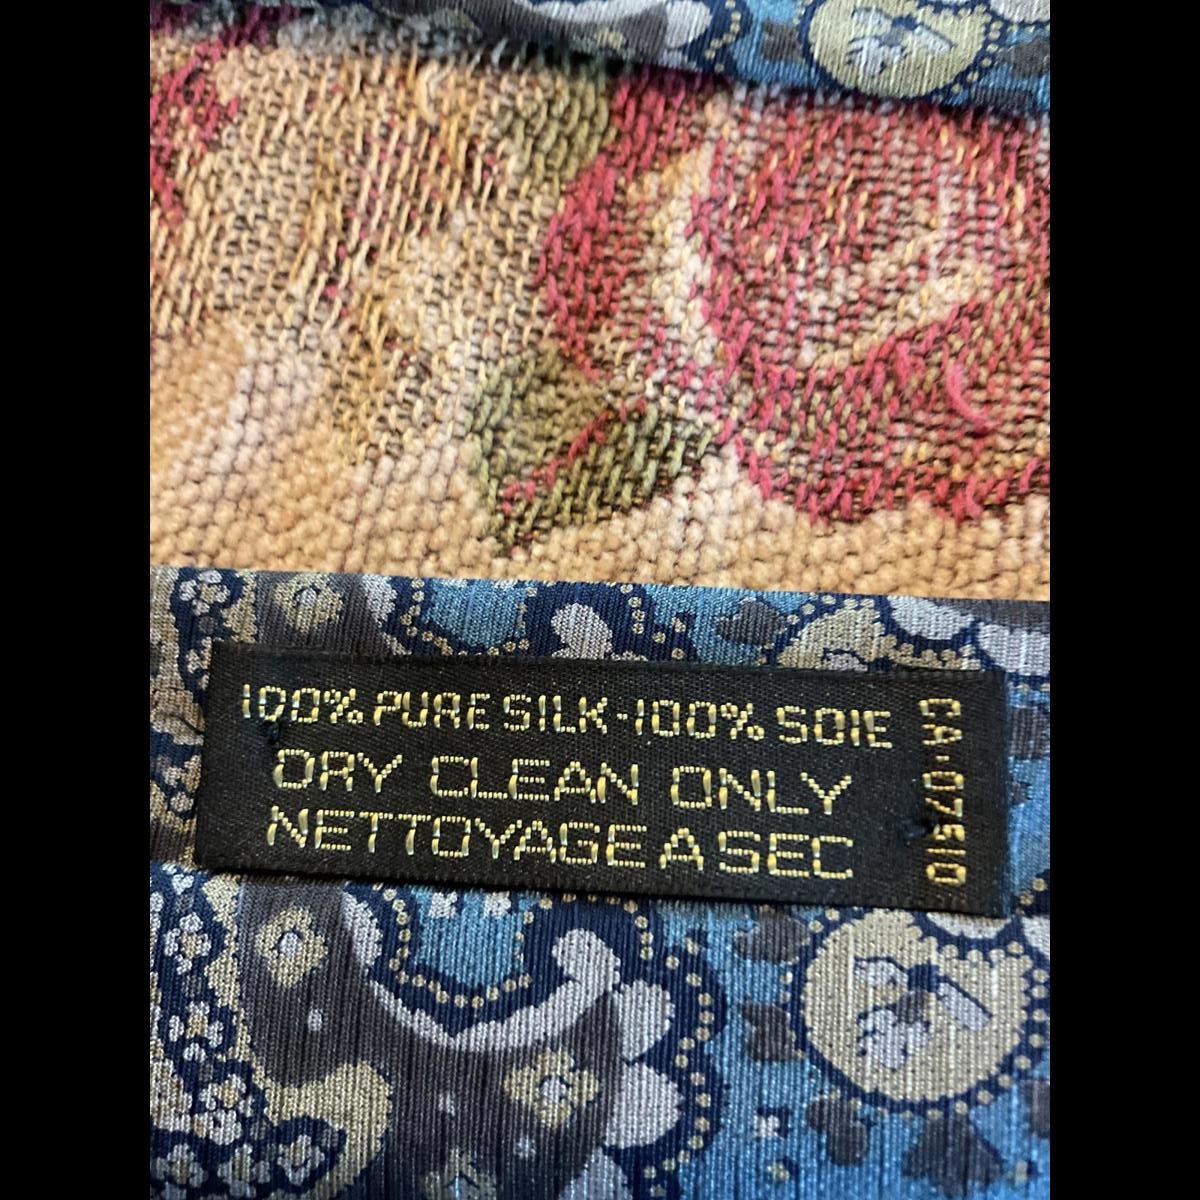 100% PURE SILK-100% SOIE
DRY CLEAN ONLY
NETTOYAGE A SEC
CA·07510